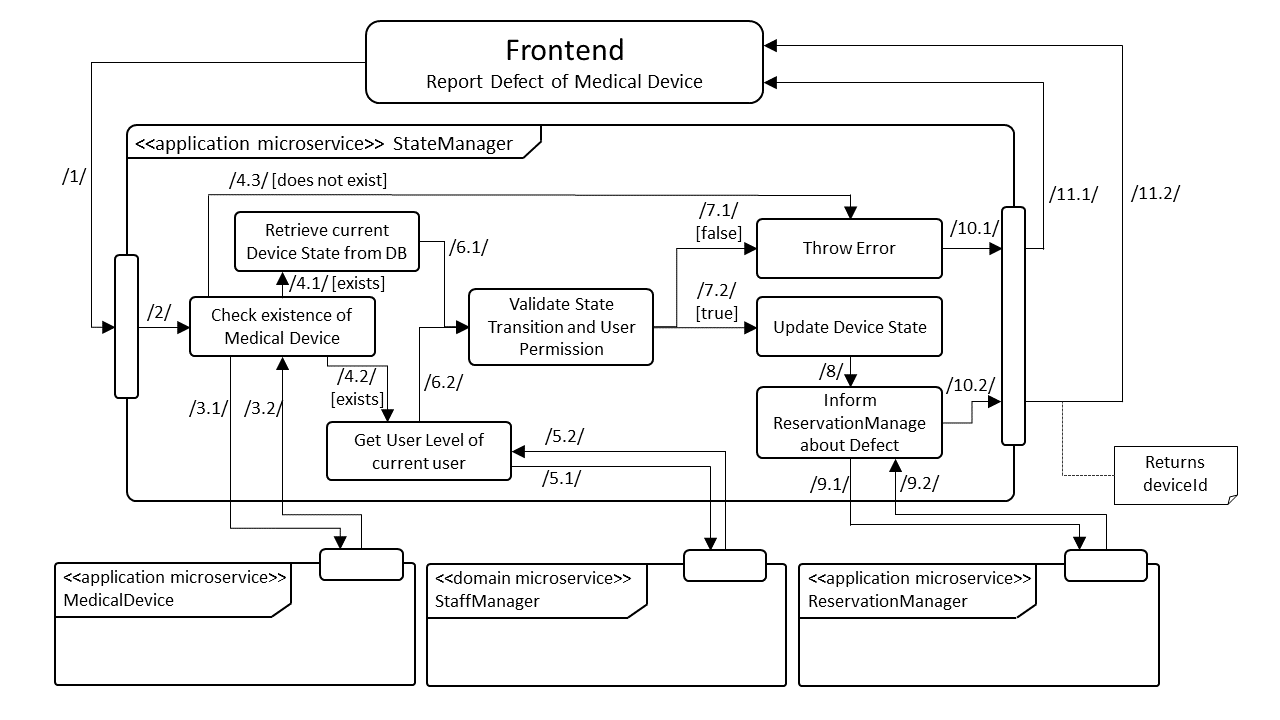 Frontend
Report Defect of Medical Device
<<application microservice>> StateManager
/1/
/4.3/ [does not exist]
/11.1/
/11.2/
Retrieve current
Device State from DB
/6.1/
/7.1/
[false]
Throw Error
/10.1/
/4.1/ [exists]
/2/
Check existence of
Medical Device
Validate State
Transition and User
Permission
/7.2/
[true]
Update Device State
/8/
/4.2/
[exists]
/6.2/
/3.1/
/3.2/
Inform
ReservationManage
about Defect
/10.2/
Get User Level of
current user
/5.2/
/5.1/
/9.1/
/9.2/
Returns
deviceId
<<application microservice>>
MedicalDevice
<<domain microservice>>
StaffManager
<<application microservice>>
ReservationManager